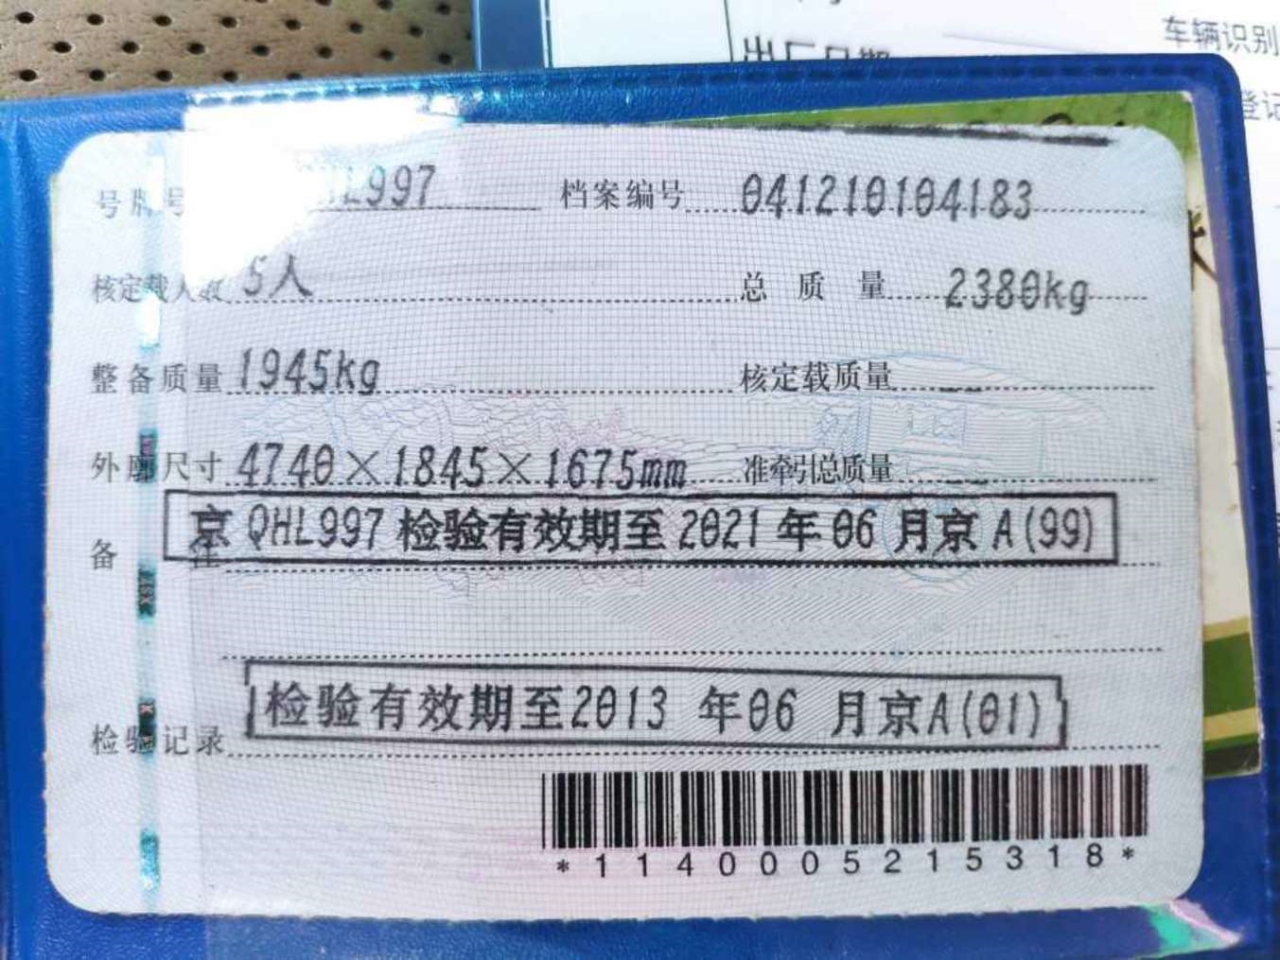 车辆识别
出厂日期
登记
号牌号 HL997 档案编号 041210104183
核定载人数 5人 总质量 2380kg
整备质量 1945kg 核定载质量 --
外廓尺寸 4740×1845×1675mm 准牵引总质量 --
备注 京QHL997检验有效期至2021年06月京A(99)
检验记录 检验有效期至2013年06月京A(01)
*1140005215318*